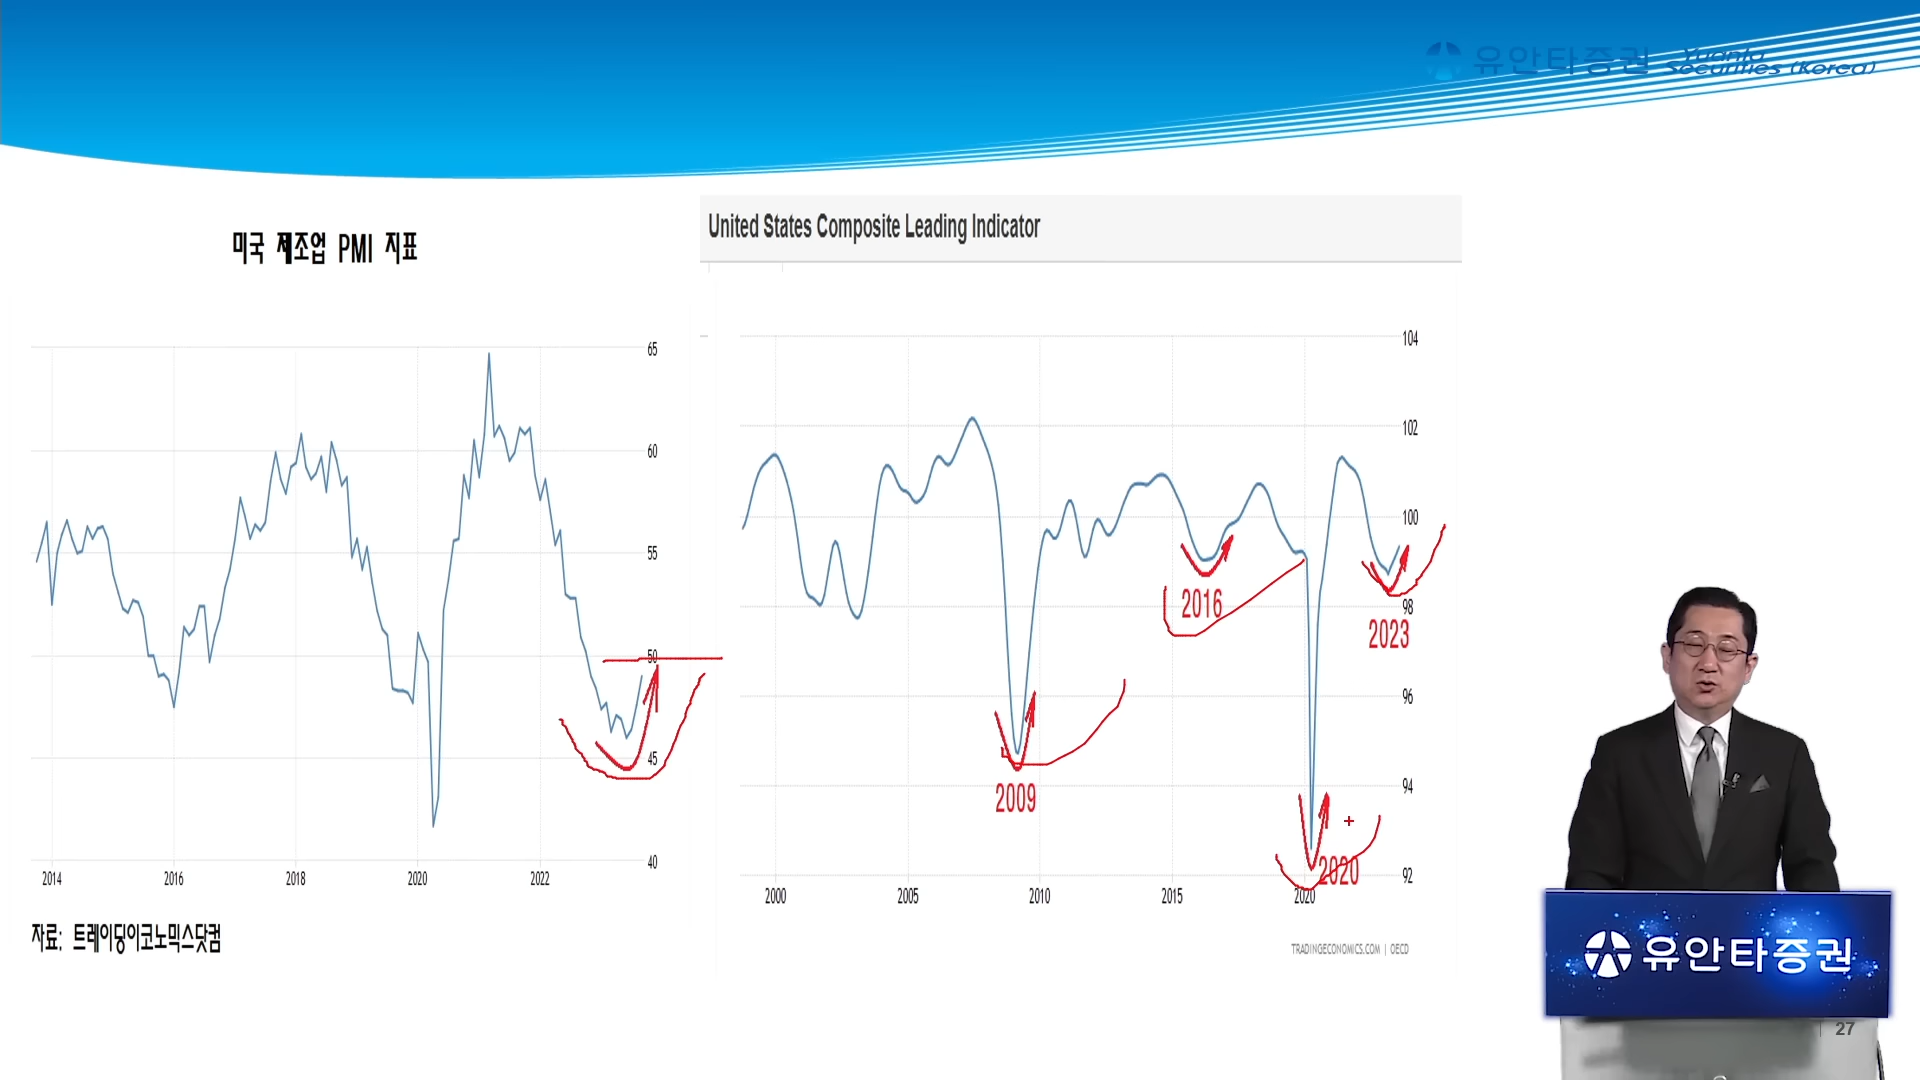 유안타증권 Yuanta Securities (Korea)
미국 제조업 PMI 지표
65
60
55
50
45
40
2014 2016 2018 2020 2022
자료: 트레이딩이코노믹스닷컴
United States Composite Leading Indicator
104
102
100
98
96
94
92
2016
2023
2009
2020
2000 2005 2010 2015 2020
TRADINGECONOMICS.COM | OECD
유안타증권
27